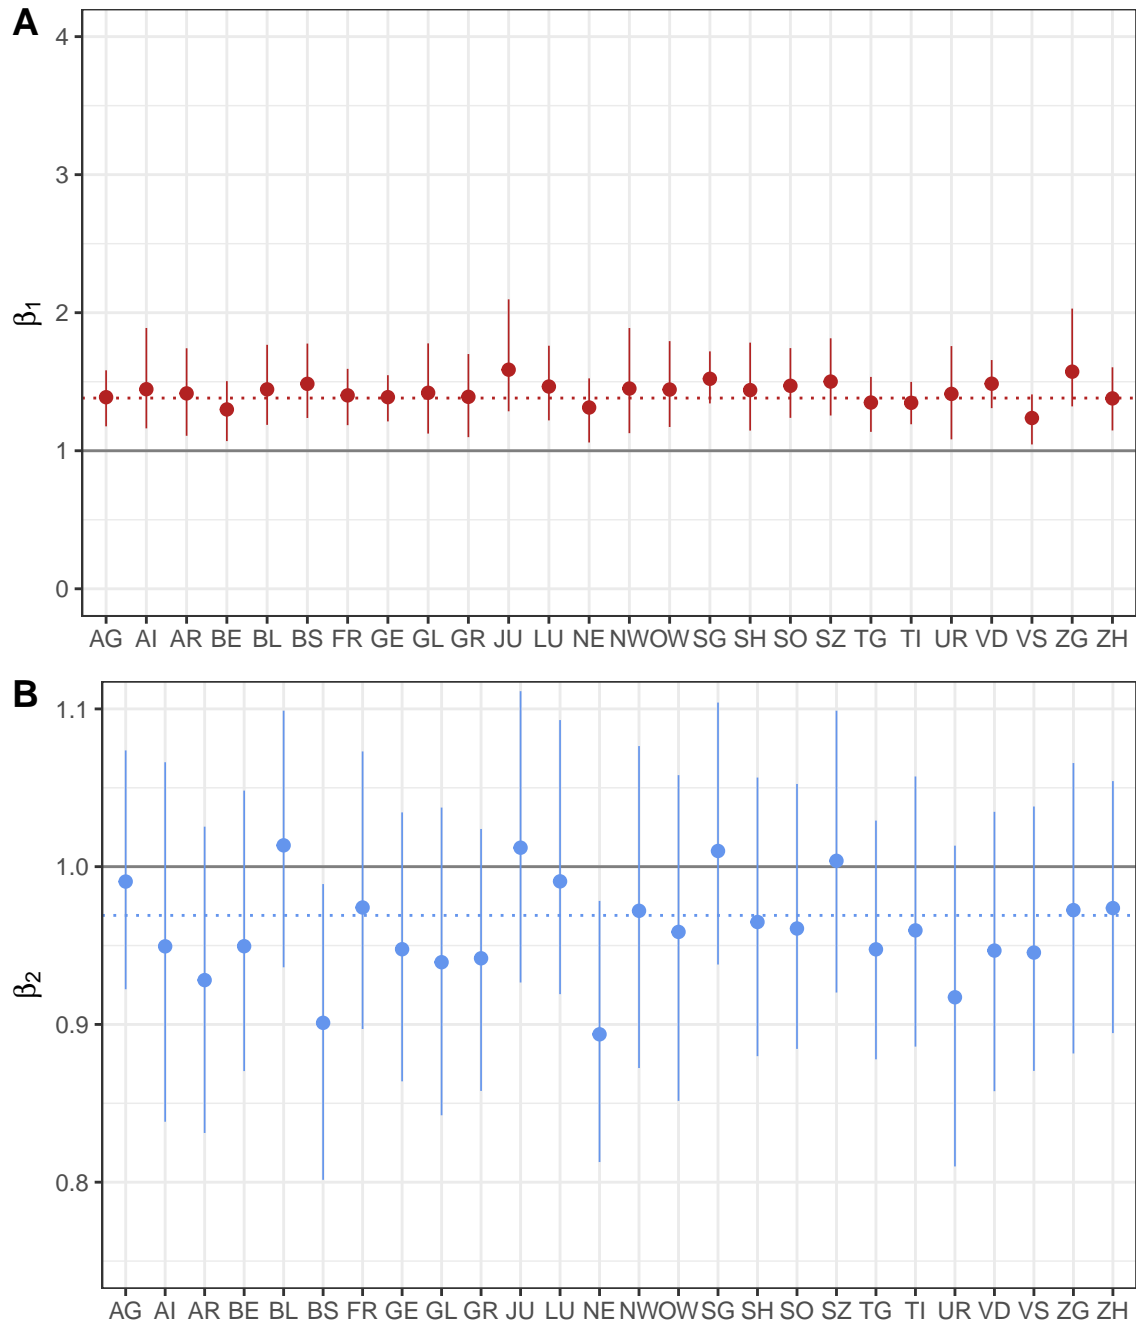 A
4
3
2
1
0
β1
AG AI AR BE BL BS FR GE GL GR JU LU NE NW OW SG SH SO SZ TG TI UR VD VS ZG ZH
B
1.1
1.0
0.9
0.8
β2
AG AI AR BE BL BS FR GE GL GR JU LU NE NW OW SG SH SO SZ TG TI UR VD VS ZG ZH